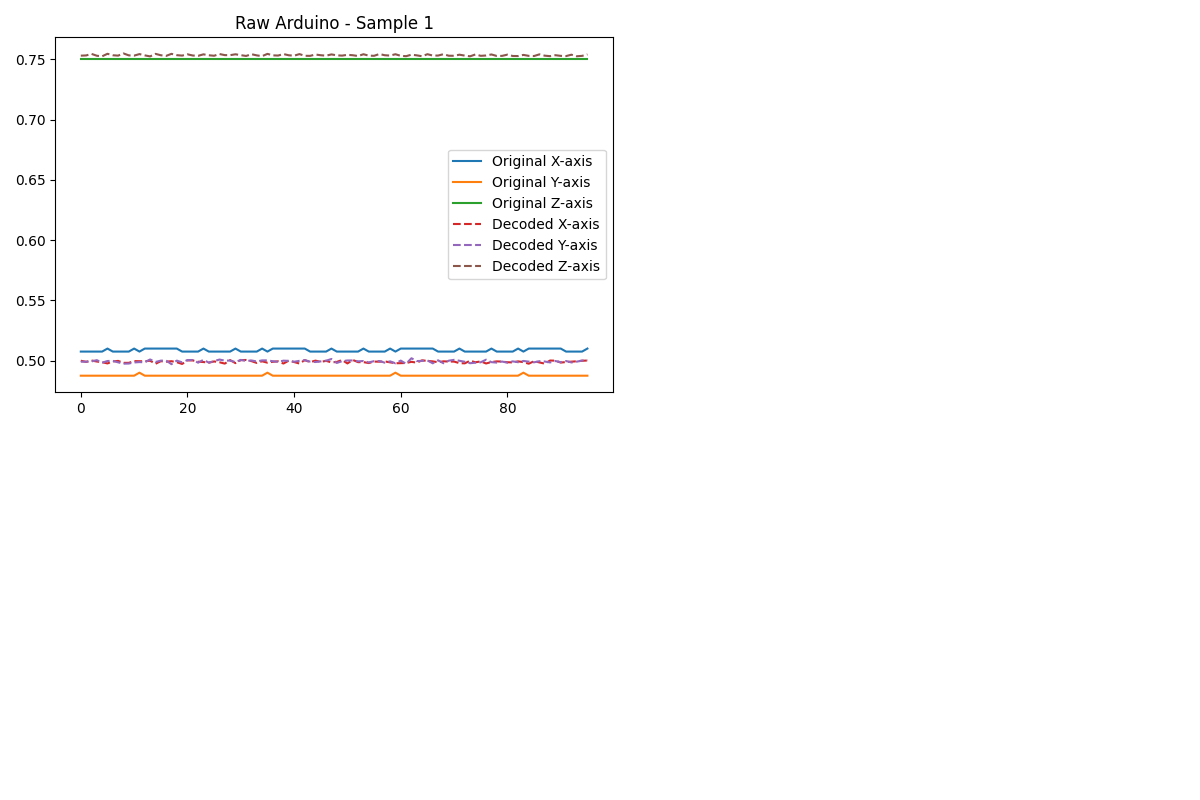 Raw Arduino - Sample 1
0.75
0.70
0.65
0.60
0.55
0.50
Original X-axis
Original Y-axis
Original Z-axis
Decoded X-axis
Decoded Y-axis
Decoded Z-axis
0 20 40 60 80